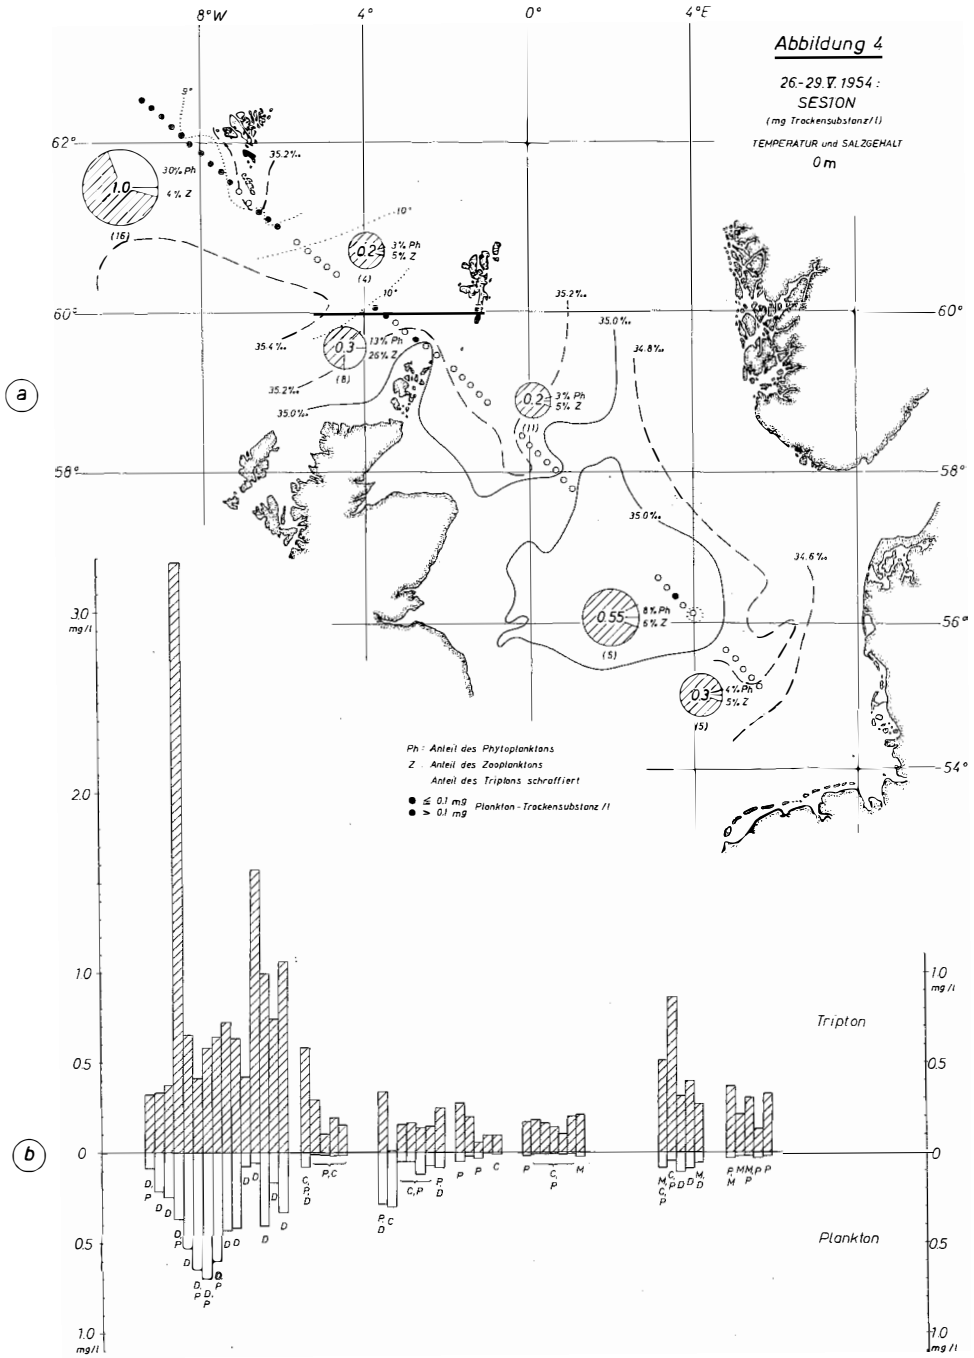 8°W 4° 0° 4°E
Abbildung 4
26.-29.V.1954:
SESTON
(mg Trockensubstanz/l)
TEMPERATUR und SALZGEHALT
0 m
9°
62°
35.2‰
30% Ph
1.0
4% Z
(16)
10°
0.2
3% Ph
5% Z
(4)
10°
60° 60°
35.2‰
35.0‰
35.4‰
0.3
13% Ph
26% Z
(8)
34.8‰
35.2‰
35.0‰
a
0.2
3% Ph
5% Z
(11)
58° 58°
35.0‰
34.6‰
0.55
8% Ph
6% Z
(5)
56°
0.3
4% Ph
5% Z
(5)
54°
Ph : Anteil des Phytoplanktons
Z Anteil des Zooplanktons
Anteil des Triptons schraffiert
≦ 0.1 mg
> 0.1 mg
Plankton-Trockensubstanz/l
3.0
mg/l
2.0
1.0
0.5
0
0.5
1.0
mg/l
1.0
mg/l
0.5
0
0.5
1.0
mg/l
Tripton
Plankton
b
D, P D D D, P D D, P D, P D, P D D D D D D D
C, P, D P,C
P, D C C,P P, D
P P C
P C, P M
M, C, P C, P D D M, D
P, M M M, P P P